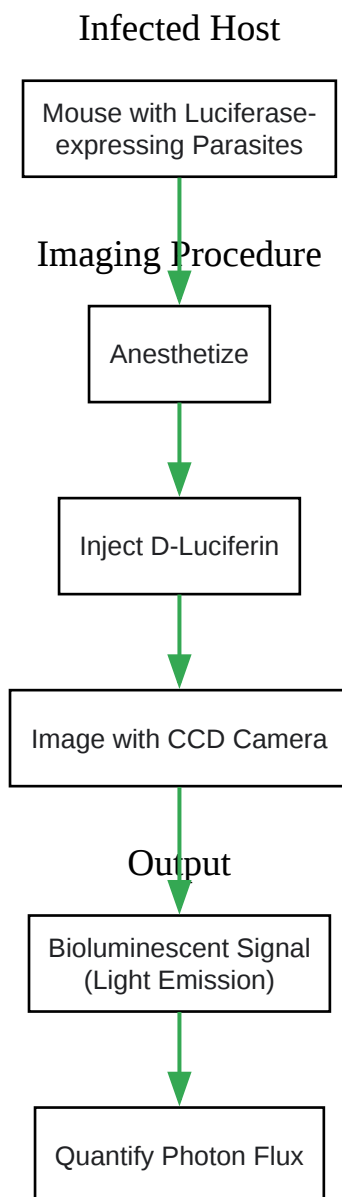 Infected Host
Mouse with Luciferase-
expressing Parasites
Imaging Procedure
Anesthetize
Inject D-Luciferin
Image with CCD Camera
Output
Bioluminescent Signal
(Light Emission)
Quantify Photon Flux